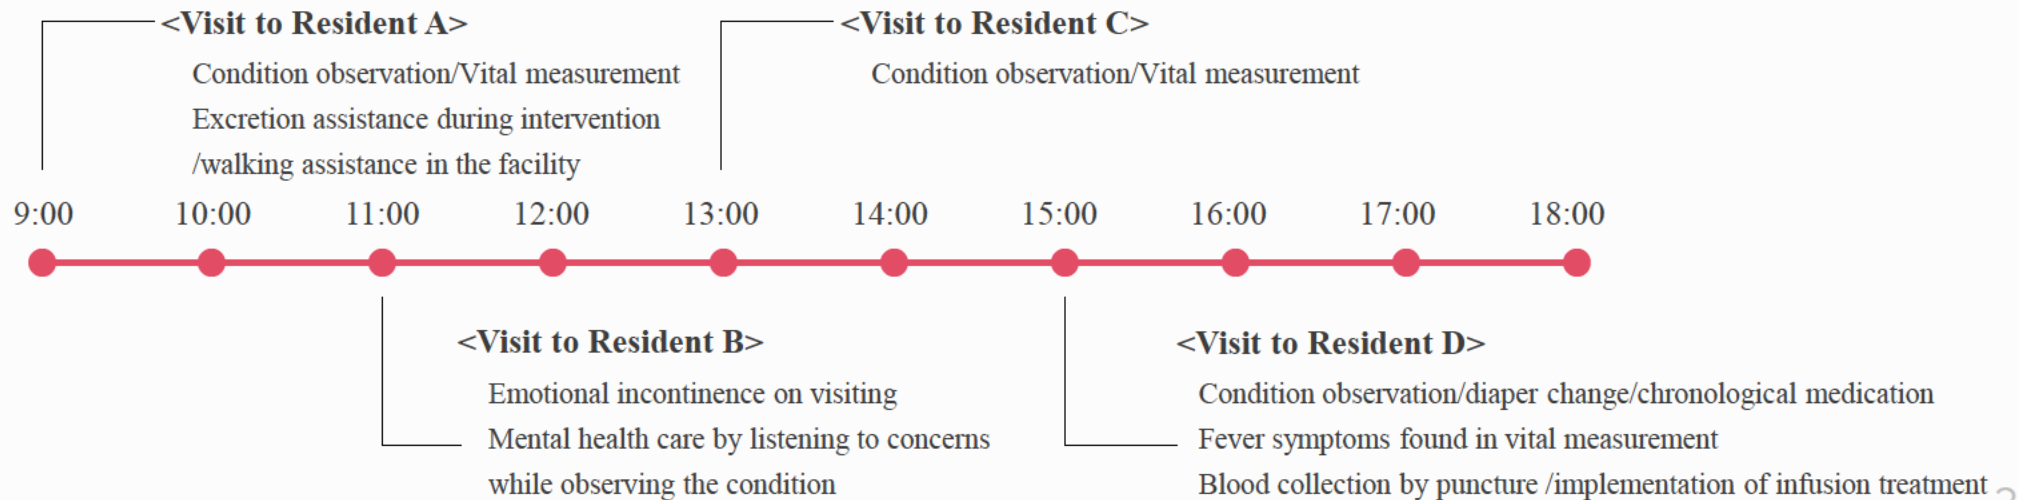 <Visit to Resident A>
Condition observation/Vital measurement
Excretion assistance during intervention
/walking assistance in the facility
<Visit to Resident C>
Condition observation/Vital measurement
9:00 10:00 11:00 12:00 13:00 14:00 15:00 16:00 17:00 18:00
<Visit to Resident B>
Emotional incontinence on visiting
Mental health care by listening to concerns
while observing the condition
<Visit to Resident D>
Condition observation/diaper change/chronological medication
Fever symptoms found in vital measurement
Blood collection by puncture /implementation of infusion treatment